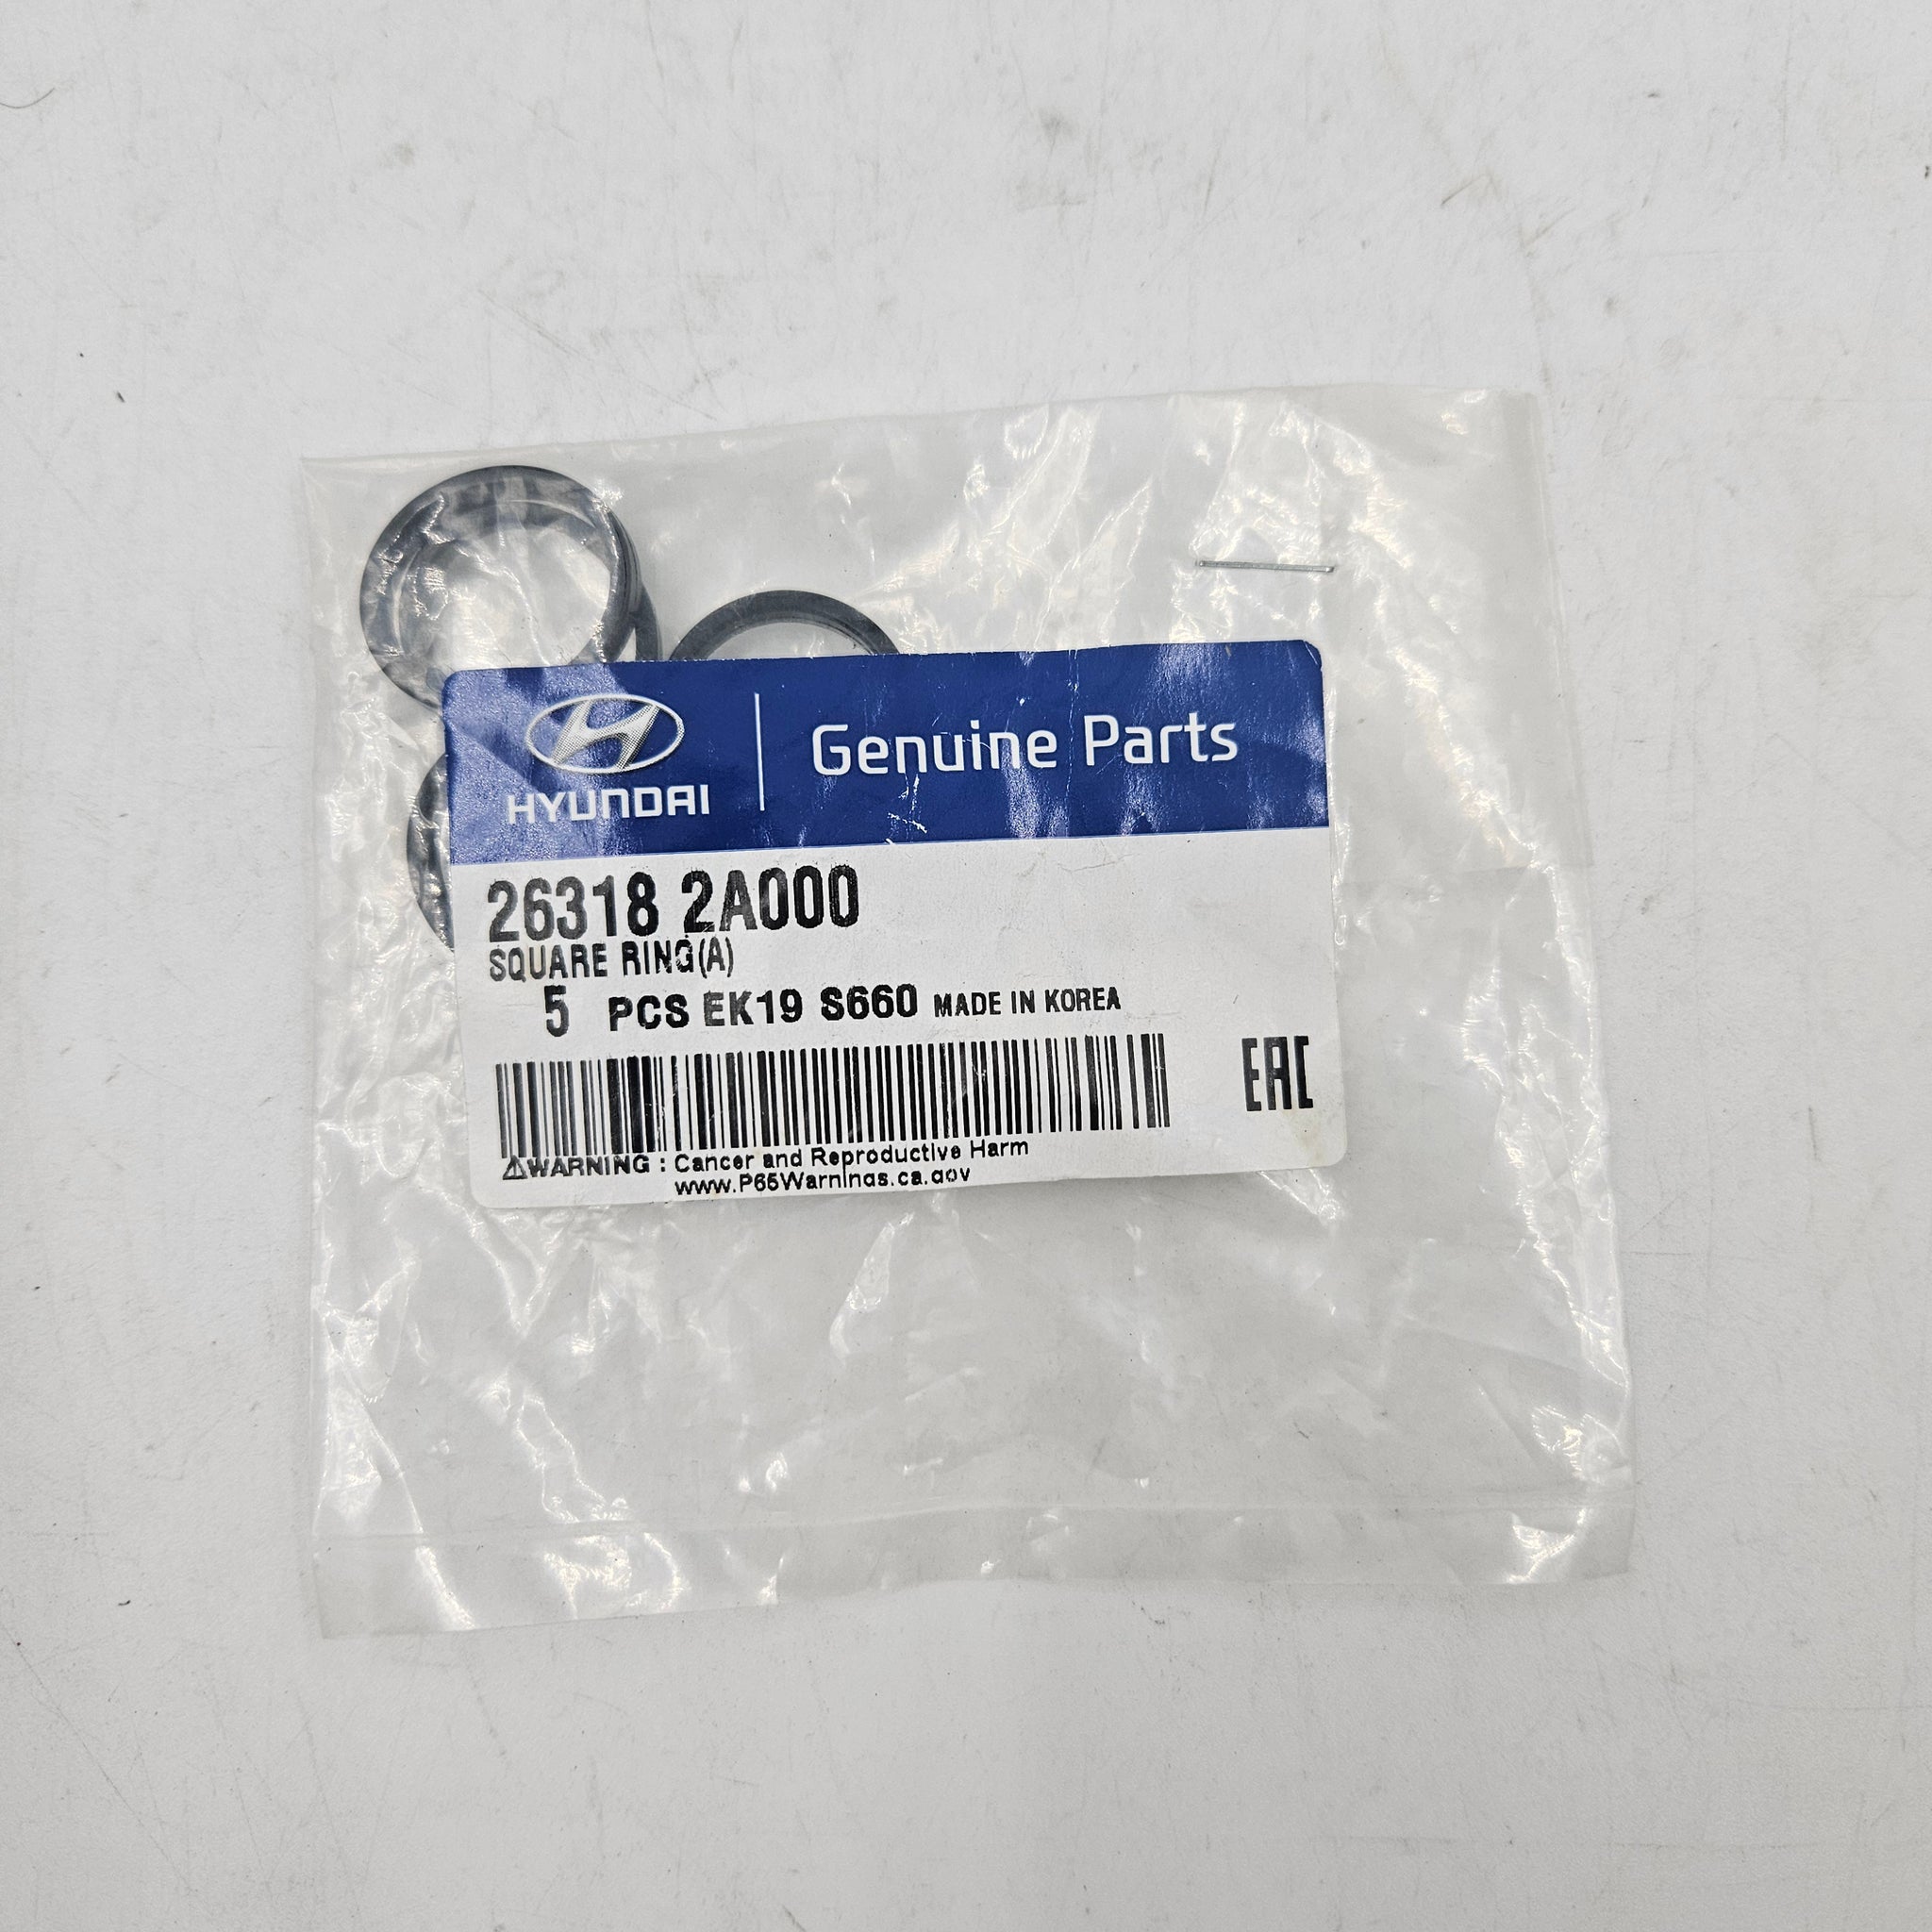 HYUNDAI
Genuine Parts
26318 2A000
SQUARE RING(A)
5 PCS EK19 S660 MADE IN KOREA
EAC
⚠WARNING : Cancer and Reproductive Harm
www.P65Warnings.ca.gov